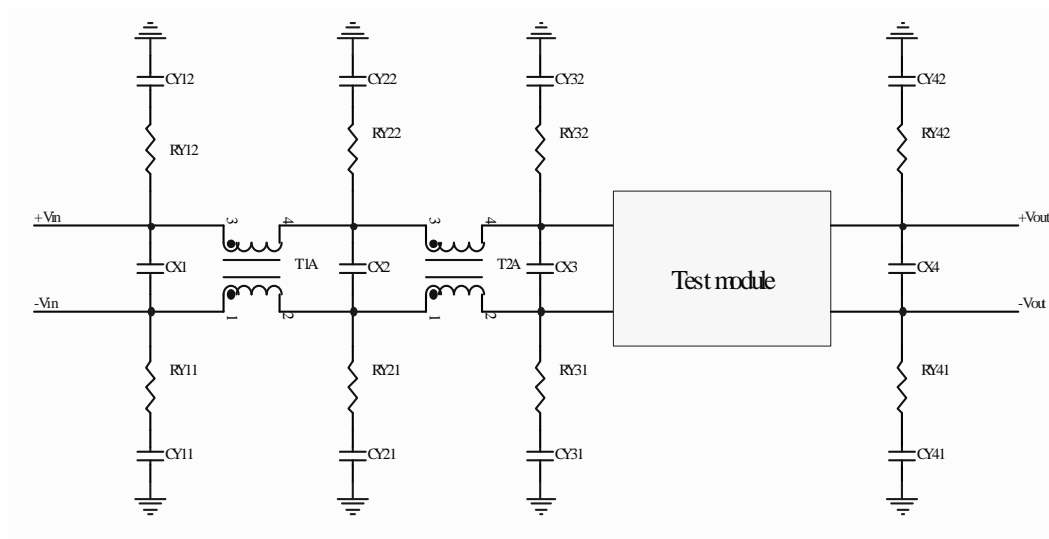 CY12 CY22 CY32 CY42
RY12 RY22 RY32 RY42
+Vin 3 4 3 4 +Vout
CX1 T1A CX2 T2A CX3 Test module CX4
-Vin 1 2 1 2 -Vout
RY11 RY21 RY31 RY41
CY11 CY21 CY31 CY41